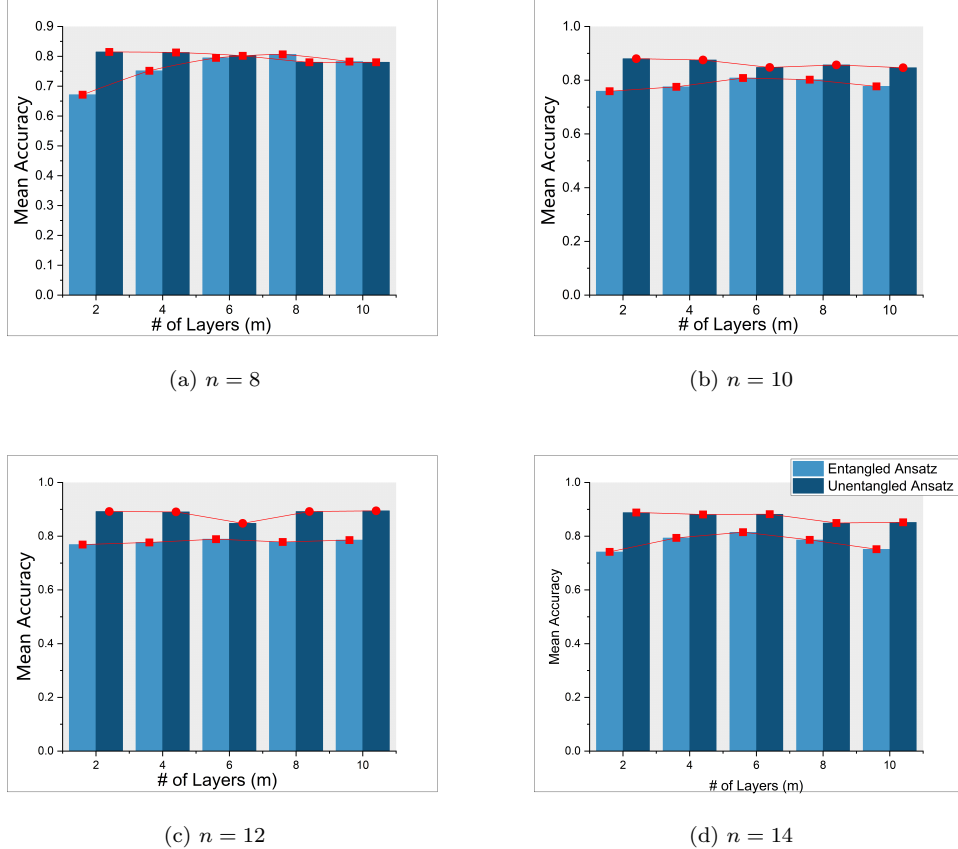 0.9
0.8
0.7
0.6
0.5
0.4
0.3
0.2
0.1
0.0
Mean Accuracy
2 4 6 8 10
# of Layers (m)
(a) n = 8
1.0
0.8
0.6
0.4
0.2
0.0
Mean Accuracy
2 4 6 8 10
# of Layers (m)
(b) n = 10
1.0
0.8
0.6
0.4
0.2
0.0
Mean Accuracy
2 4 6 8 10
# of Layers (m)
(c) n = 12
Entangled Ansatz
Unentangled Ansatz
1.0
0.8
0.6
0.4
0.2
0.0
Mean Accuracy
2 4 6 8 10
# of Layers (m)
(d) n = 14